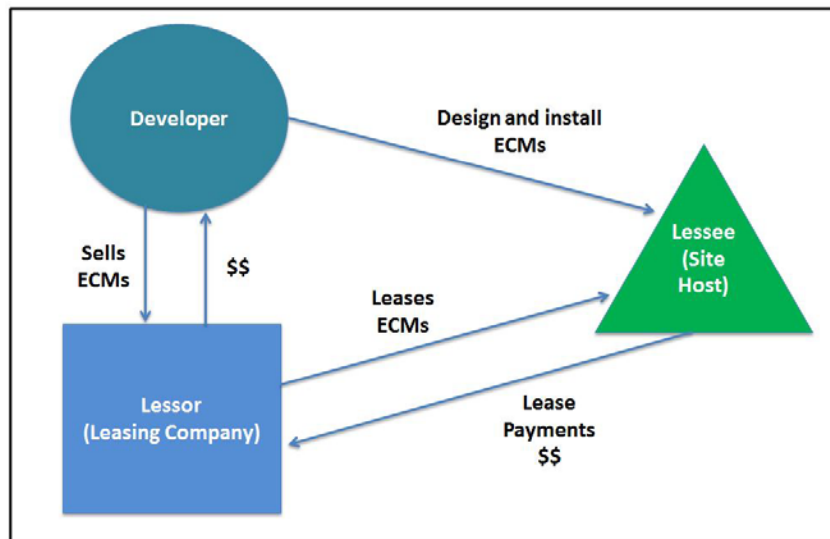 Developer
Design and install
ECMs
Lessee
(Site
Host)
Sells
ECMs
$$
Leases
ECMs
Lessor
(Leasing Company)
Lease
Payments
$$